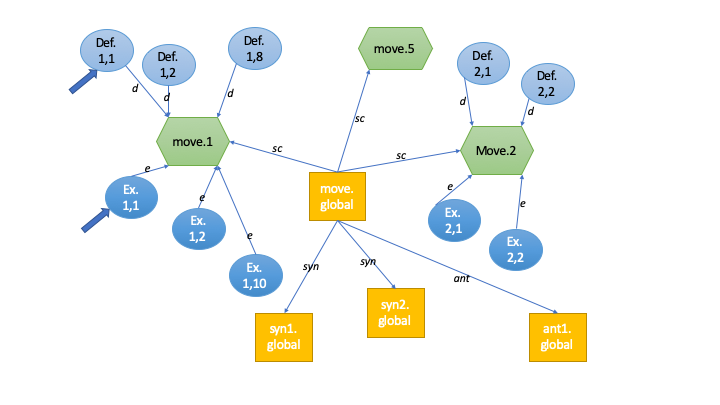 Def.
1,1
Def.
1,2
Def.
1,8
move.5
Def.
2,1
Def.
2,2
d
d
d
d
d
sc
move.1
sc
sc
Move.2
e
e
e
e
e
Ex.
1,1
Ex.
1,2
Ex.
1,10
move.
global
Ex.
2,1
Ex.
2,2
syn
syn
ant
syn1.
global
syn2.
global
ant1.
global